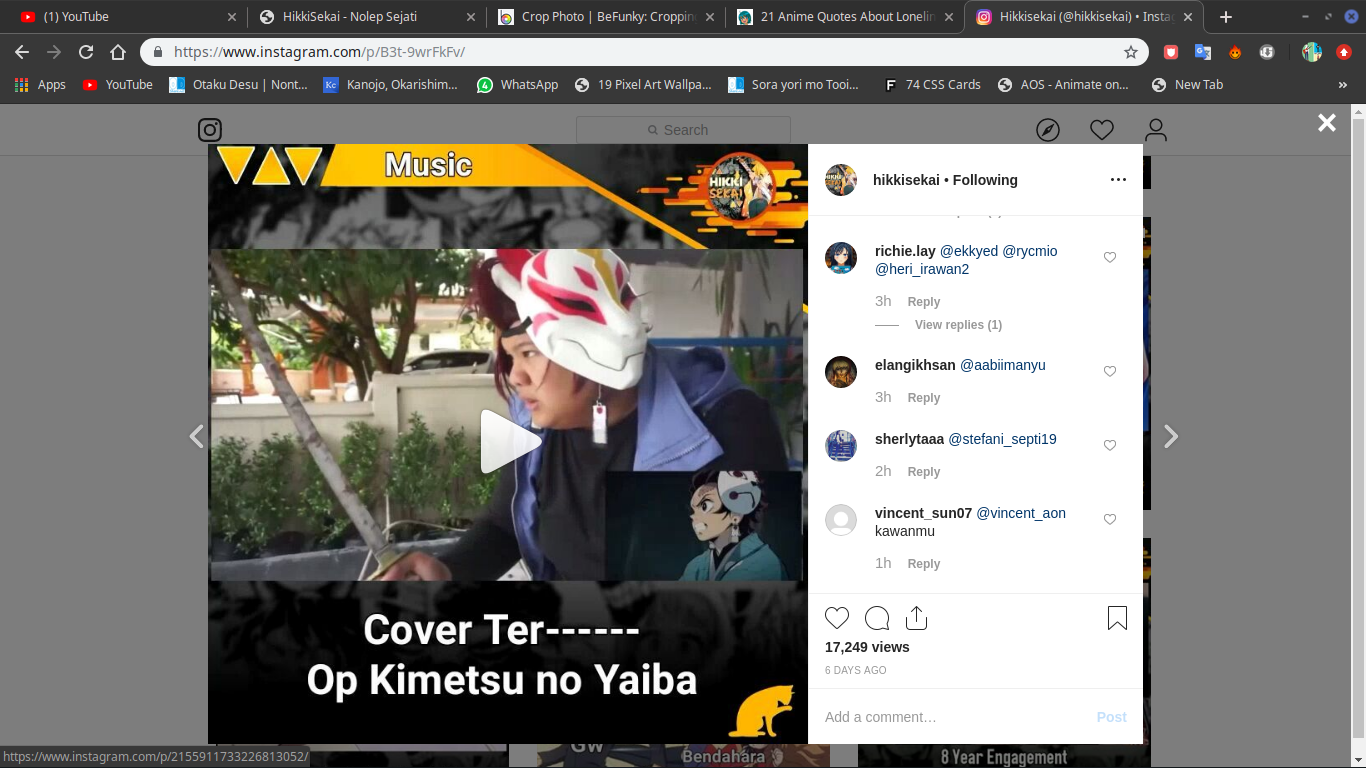 (1) YouTube
HikkiSekai - Nolep Sejati
Crop Photo | BeFunky: Croppin
21 Anime Quotes About Lonelin
Hikkisekai (@hikkisekai) • Insta
https://www.instagram.com/p/B3t-9wrFkFv/
Apps
YouTube
Otaku Desu | Nont...
Kc
Kanojo, Okarishim...
4
WhatsApp
19 Pixel Art Wallpa...
Sora yori mo Tooi...
F
74 CSS Cards
AOS - Animate on...
New Tab
»
Search
Music
HIKKI
SEKAI
hikkisekai • Following
richie.lay @ekkyed @rycmio
@heri_irawan2
3h Reply
View replies (1)
elangikhsan @aabiimanyu
3h Reply
sherlytaaa @stefani_septi19
2h Reply
vincent_sun07 @vincent_aon
kawanmu
1h Reply
Cover Ter------
Op Kimetsu no Yaiba
17,249 views
6 DAYS AGO
Add a comment…
Post
https://www.instagram.com/p/2155911733226813052/
GW
Bendahara
8 Year Engagement